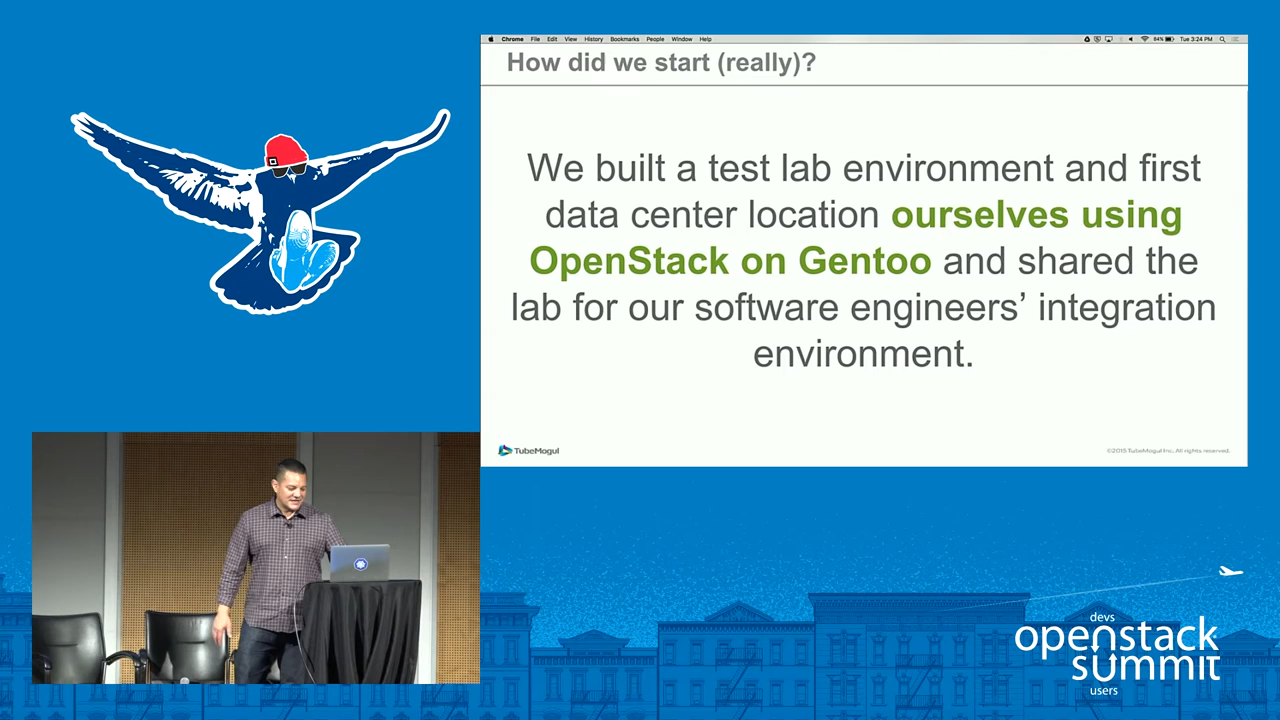 Chrome File Edit View History Bookmarks People Window Help
84% Tue 3:24 PM
How did we start (really)?
We built a test lab environment and first
data center location ourselves using
OpenStack on Gentoo and shared the
lab for our software engineers’ integration
environment.
TubeMogul
©2015 TubeMogul Inc. All rights reserved.
devs
openstack
summit
users